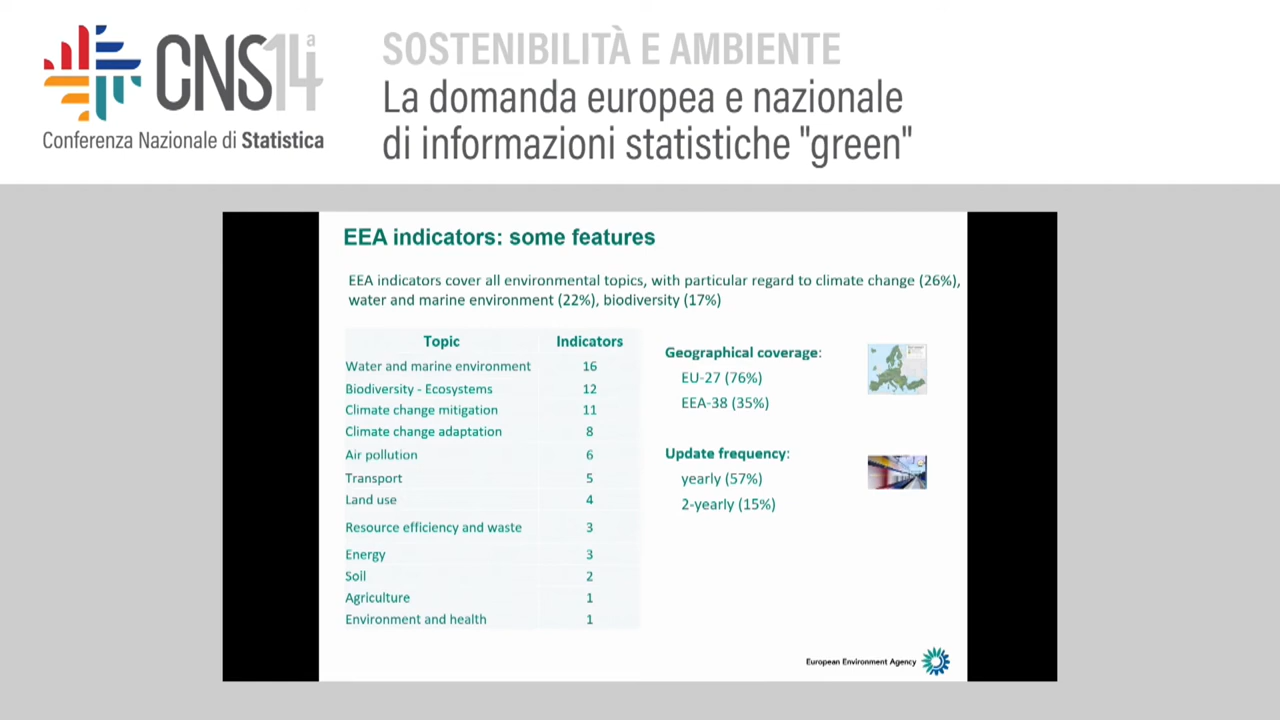 CNS14ª
Conferenza Nazionale di Statistica
SOSTENIBILITÀ E AMBIENTE
La domanda europea e nazionale
di informazioni statistiche "green"
EEA indicators: some features
EEA indicators cover all environmental topics, with particular regard to climate change (26%),
water and marine environment (22%), biodiversity (17%)
Topic Indicators
Water and marine environment 16
Biodiversity - Ecosystems 12
Climate change mitigation 11
Climate change adaptation 8
Air pollution 6
Transport 5
Land use 4
Resource efficiency and waste 3
Energy 3
Soil 2
Agriculture 1
Environment and health 1
Geographical coverage:
EU-27 (76%)
EEA-38 (35%)
Update frequency:
yearly (57%)
2-yearly (15%)
European Environment Agency